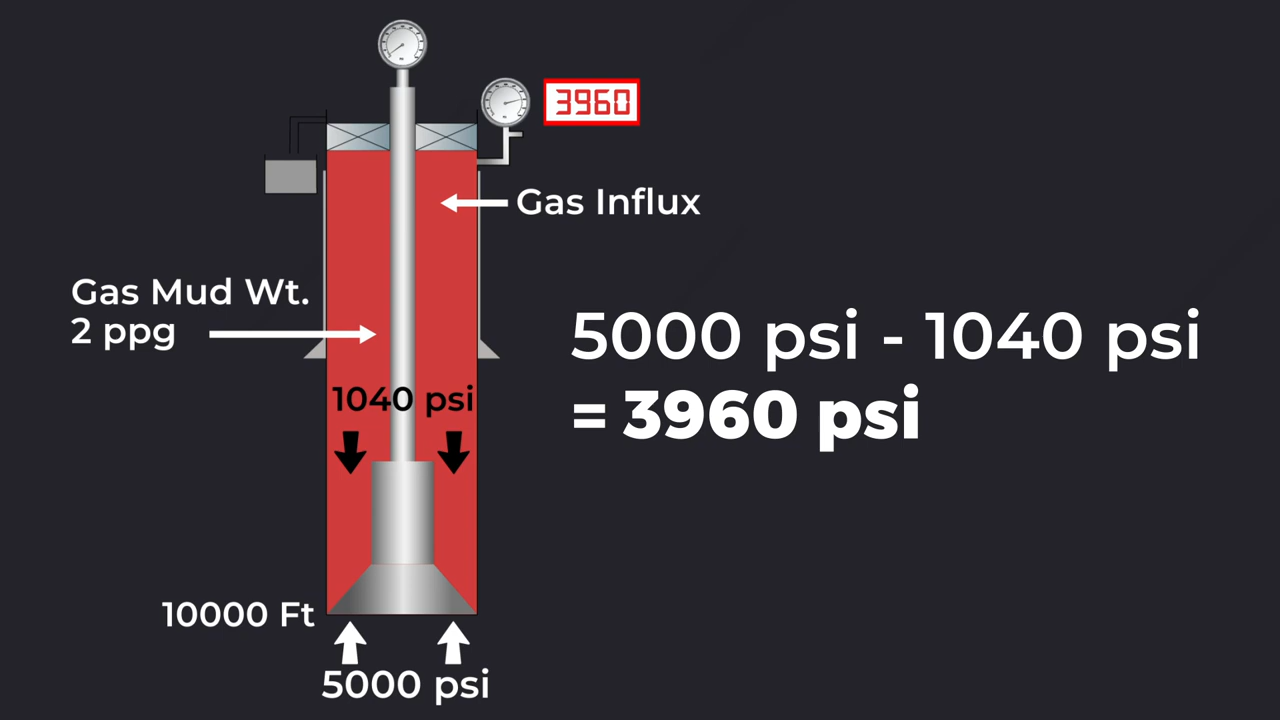 3960
Gas Influx
Gas Mud Wt.
2 ppg
5000 psi - 1040 psi
= 3960 psi
1040 psi
10000 Ft
5000 psi